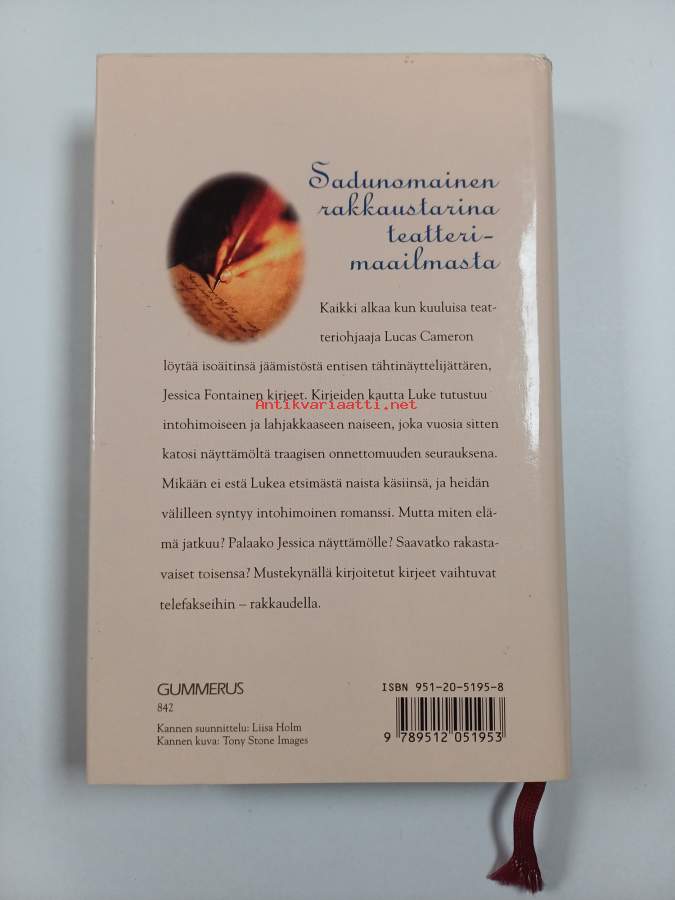 Sadunomainen
rakkaustarina
teatteri-
maailmasta
Kaikki alkaa kun kuuluisa teat-
teriohjaaja Lucas Cameron
löytää isoäitinsä jäämistöstä entisen tähtinäyttelijättären,
Jessica Fontainen kirjeet. Kirjeiden kautta Luke tutustuu
Antikvariaatti.net
intohimoiseen ja lahjakkaaseen naiseen, joka vuosia sitten
katosi näyttämöltä traagisen onnettomuuden seurauksena.
Mikään ei estä Lukea etsimästä naista käsiinsä, ja heidän
välilleen syntyy intohimoinen romanssi. Mutta miten elä-
mä jatkuu? Palaako Jessica näyttämölle? Saavatko rakasta-
vaiset toisensa? Mustekynällä kirjoitetut kirjeet vaihtuvat
telefakseihin – rakkaudella.
GUMMERUS
842
Kannen suunnittelu: Liisa Holm
Kannen kuva: Tony Stone Images
ISBN 951-20-5195-8
9 789512 051953